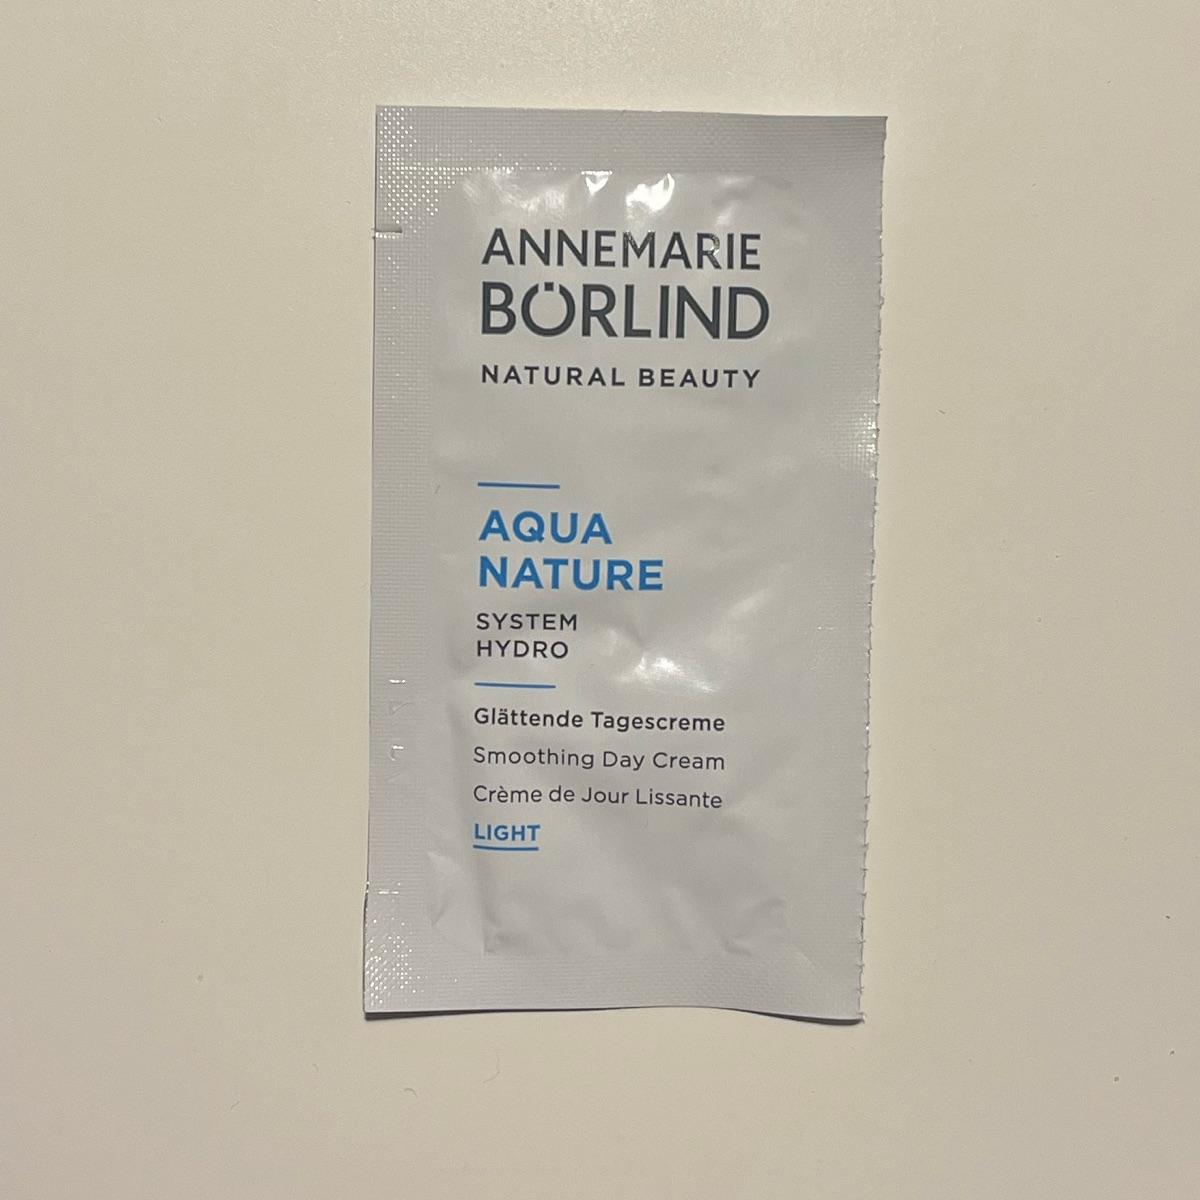 ANNEMARIE
BÖRLIND
NATURAL BEAUTY
AQUA
NATURE
SYSTEM
HYDRO
Glättende Tagescreme
Smoothing Day Cream
Crème de Jour Lissante
LIGHT